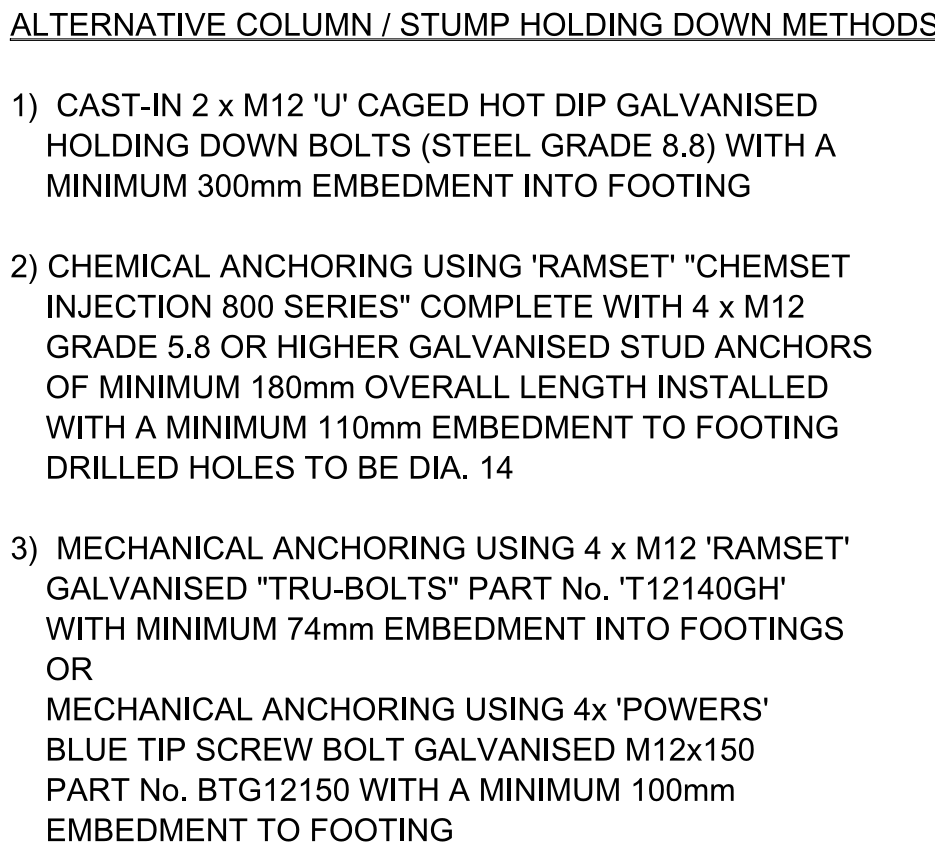 ALTERNATIVE COLUMN / STUMP HOLDING DOWN METHODS
1) CAST-IN 2 x M12 'U' CAGED HOT DIP GALVANISED
HOLDING DOWN BOLTS (STEEL GRADE 8.8) WITH A
MINIMUM 300mm EMBEDMENT INTO FOOTING
2) CHEMICAL ANCHORING USING 'RAMSET' "CHEMSET
INJECTION 800 SERIES" COMPLETE WITH 4 x M12
GRADE 5.8 OR HIGHER GALVANISED STUD ANCHORS
OF MINIMUM 180mm OVERALL LENGTH INSTALLED
WITH A MINIMUM 110mm EMBEDMENT TO FOOTING
DRILLED HOLES TO BE DIA. 14
3) MECHANICAL ANCHORING USING 4 x M12 'RAMSET'
GALVANISED "TRU-BOLTS" PART No. 'T12140GH'
WITH MINIMUM 74mm EMBEDMENT INTO FOOTINGS
OR
MECHANICAL ANCHORING USING 4x 'POWERS'
BLUE TIP SCREW BOLT GALVANISED M12x150
PART No. BTG12150 WITH A MINIMUM 100mm
EMBEDMENT TO FOOTING